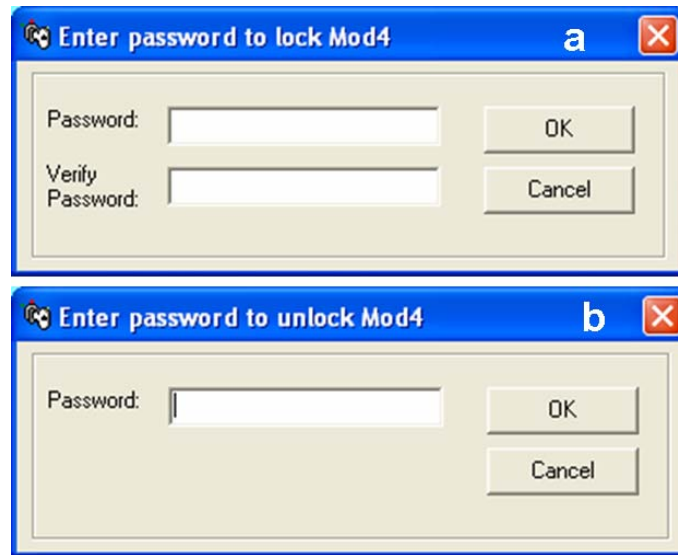 Enter password to lock Mod4 a
Password:
OK
Verify
Password:
Cancel
Enter password to unlock Mod4 b
Password:
OK
Cancel